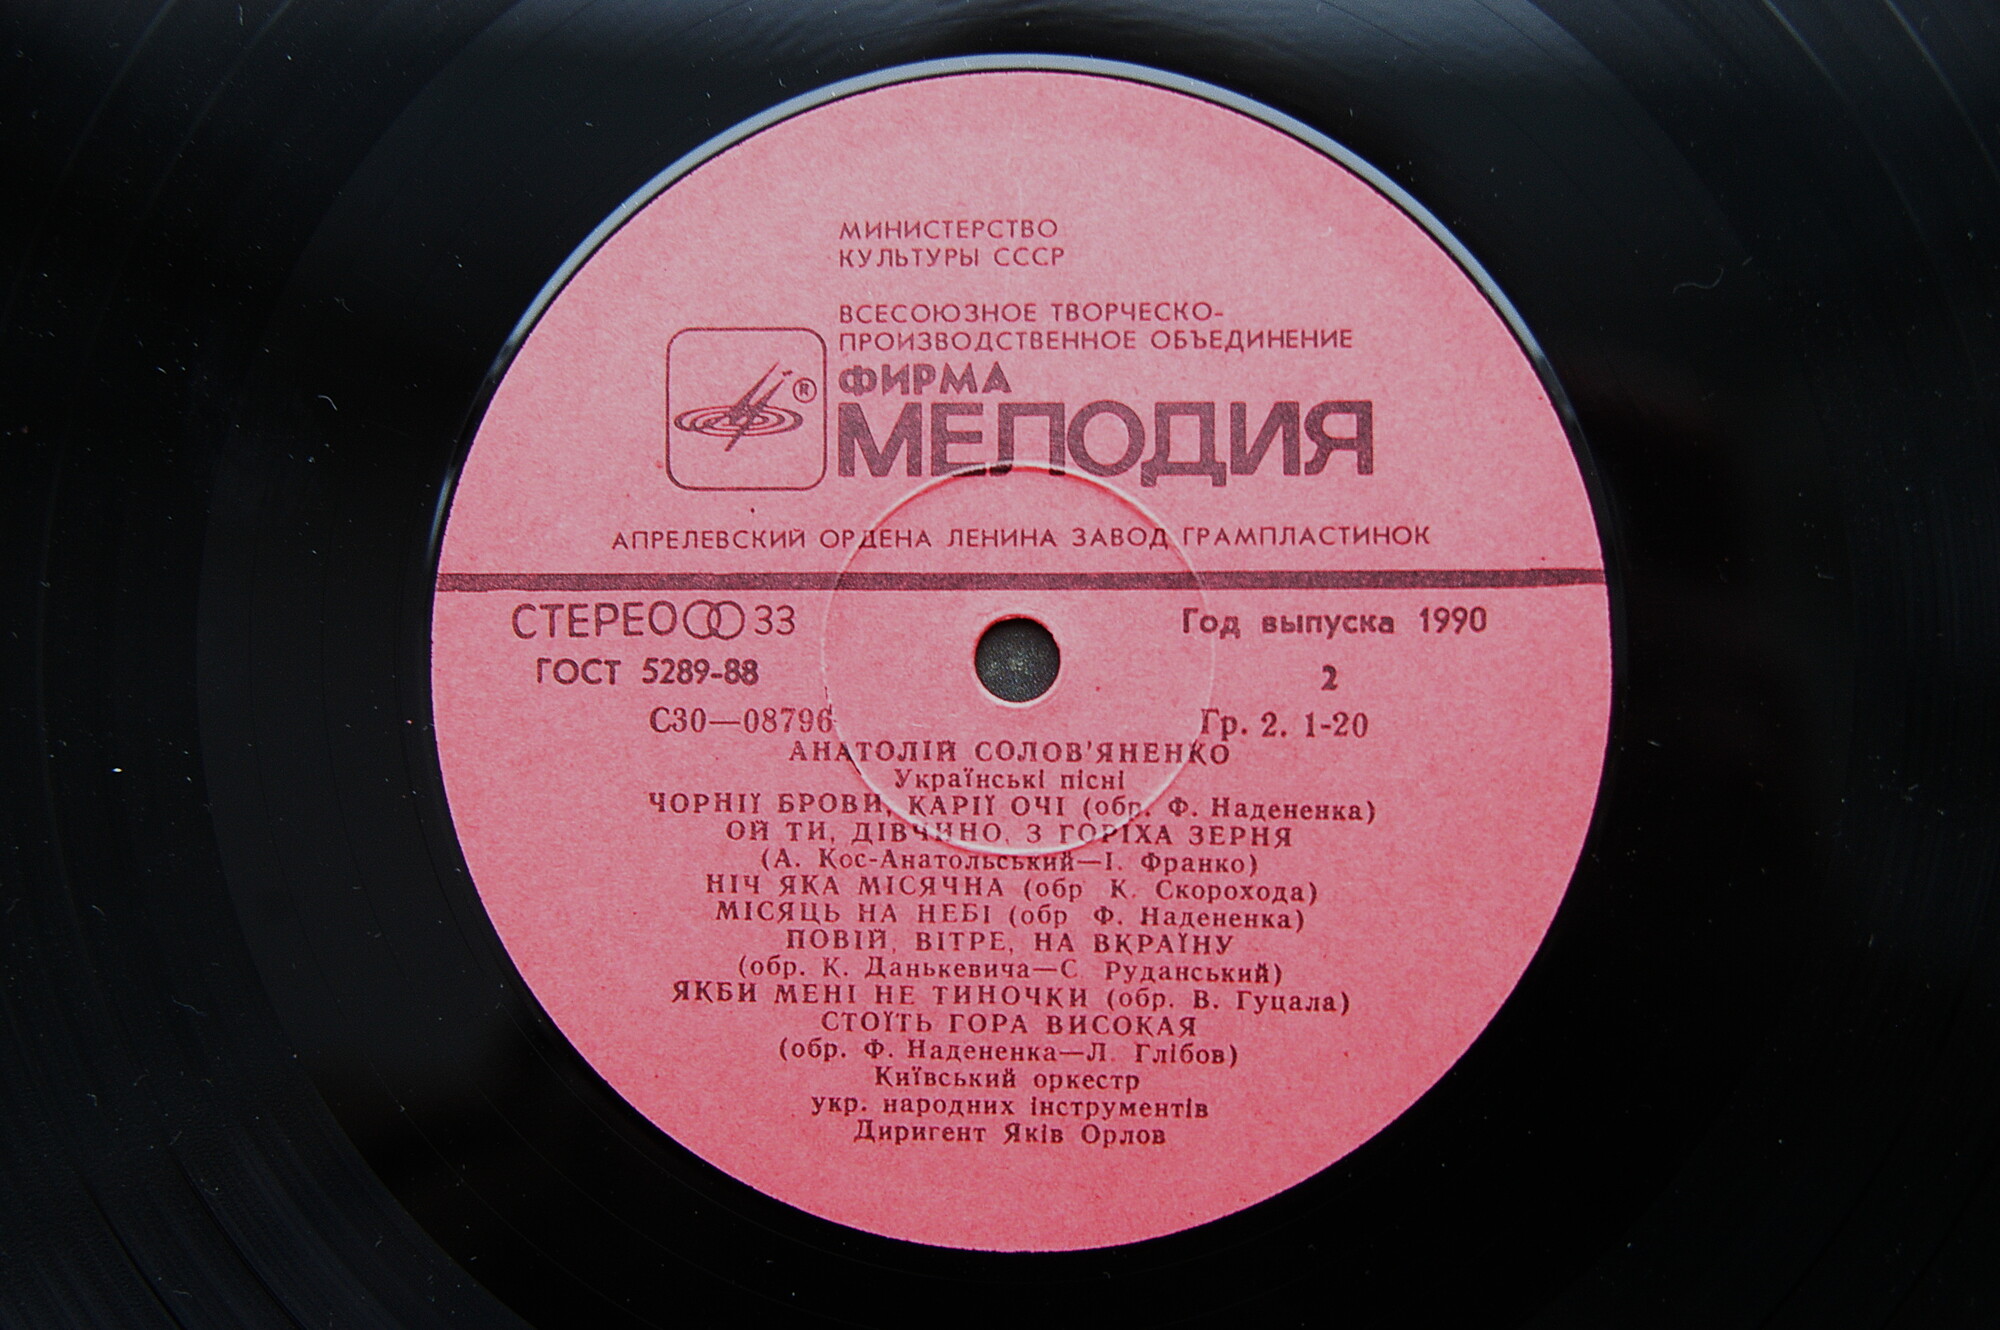 МИНИСТЕРСТВО
КУЛЬТУРЫ СССР
ВСЕСОЮЗНОЕ ТВОРЧЕСКО-
ПРОИЗВОДСТВЕННОЕ ОБЪЕДИНЕНИЕ
®
ФИРМА
МЕЛОДИЯ
АПРЕЛЕВСКИЙ ОРДЕНА ЛЕНИНА ЗАВОД ГРАМПЛАСТИНОК
СТЕРЕО 33 Год выпуска 1990
ГОСТ 5289-88 2
С30—08796 Гр. 2. 1-20
АНАТОЛІЙ СОЛОВ'ЯНЕНКО
Українські пісні
ЧОРНІЇ БРОВИ, КАРІЇ ОЧІ (обр. Ф. Надененка)
ОЙ ТИ, ДІВЧИНО, З ГОРІХА ЗЕРНЯ
(А. Кос-Анатольський—І. Франко)
НІЧ ЯКА МІСЯЧНА (обр К. Скорохода)
МІСЯЦЬ НА НЕБІ (обр Ф. Надененка)
ПОВІЙ, ВІТРЕ, НА ВКРАЇНУ
(обр. К. Данькевича—С Руданський)
ЯКБИ МЕНІ НЕ ТИНОЧКИ (обр. В. Гуцала)
СТОЇТЬ ГОРА ВИСОКАЯ
(обр. Ф. Надененка—Л Глібов)
Київський оркестр
укр. народних інструментів
Диригент Яків Орлов